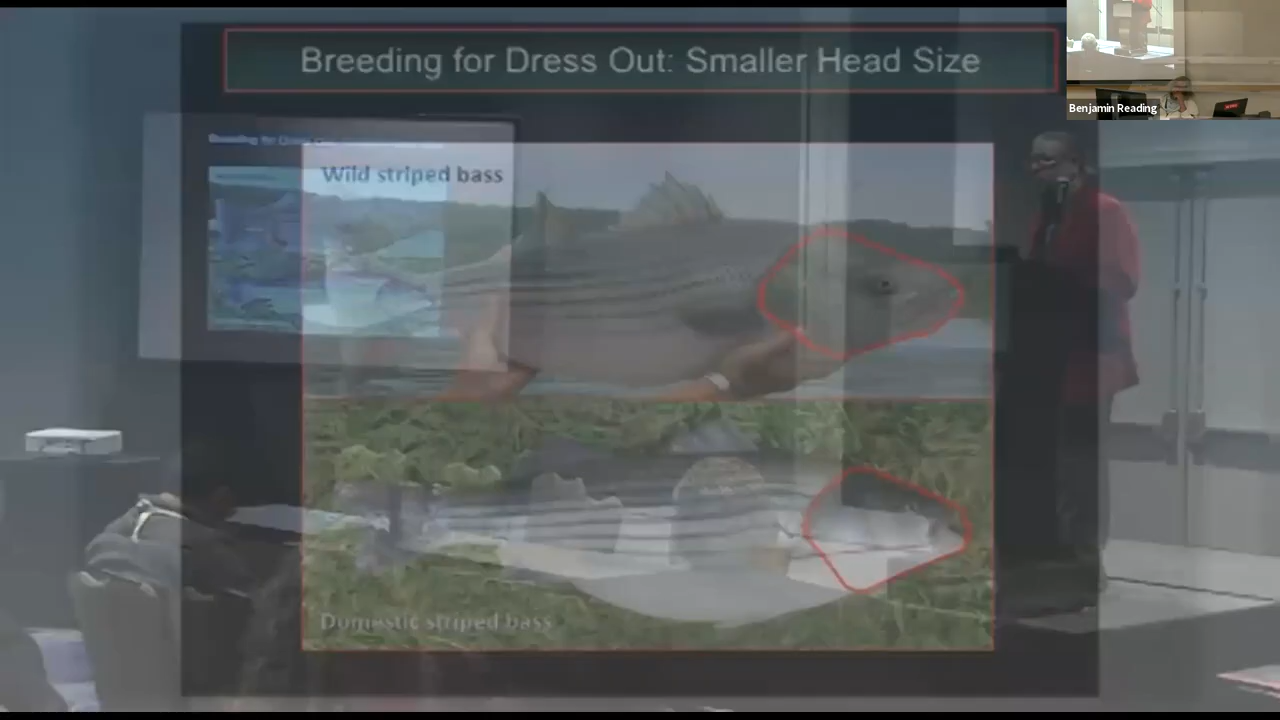 Breeding for Dress Out: Smaller Head Size
Benjamin Reading
Wild striped bass
Domestic striped bass